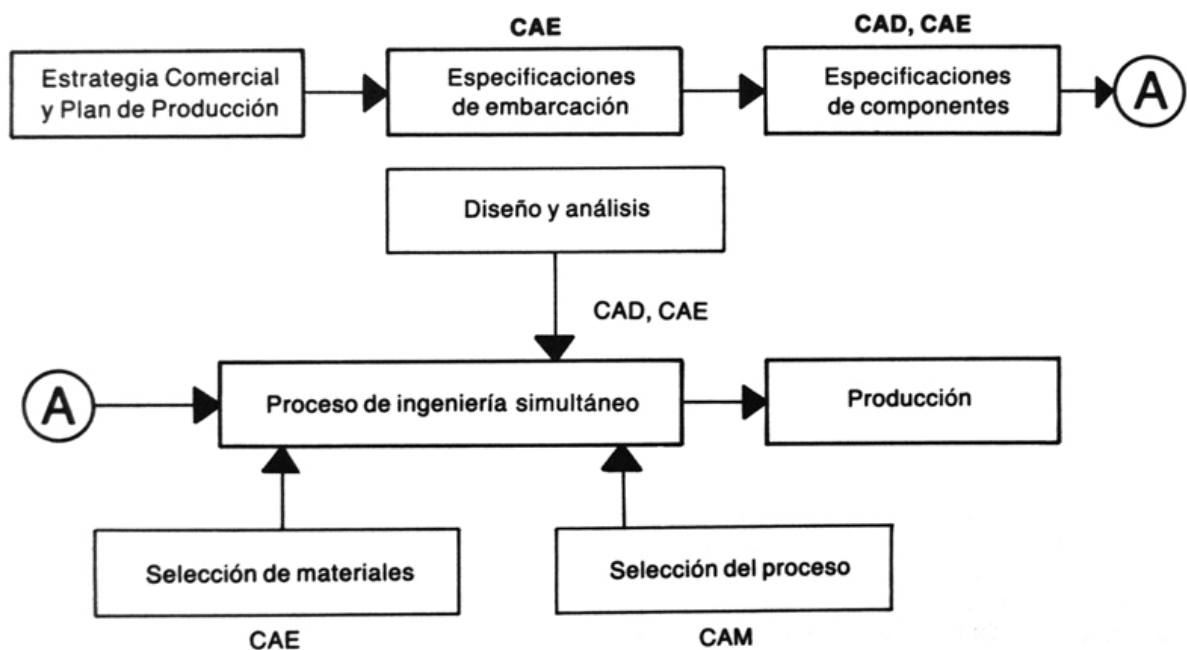 CAE
CAD, CAE
Estrategia Comercial
y Plan de Producción
Especificaciones
de embarcación
Especificaciones
de componentes
A
Diseño y análisis
CAD, CAE
A
Proceso de ingeniería simultáneo
Producción
Selección de materiales
Selección del proceso
CAE
CAM